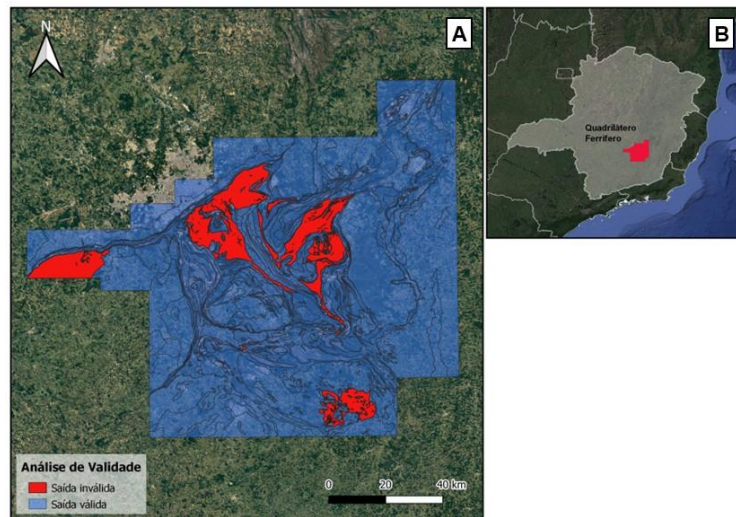 N
A
B
Quadrilátero
Ferrífero
Análise de Validade
Saída inválida
Saída válida
0 20 40 km